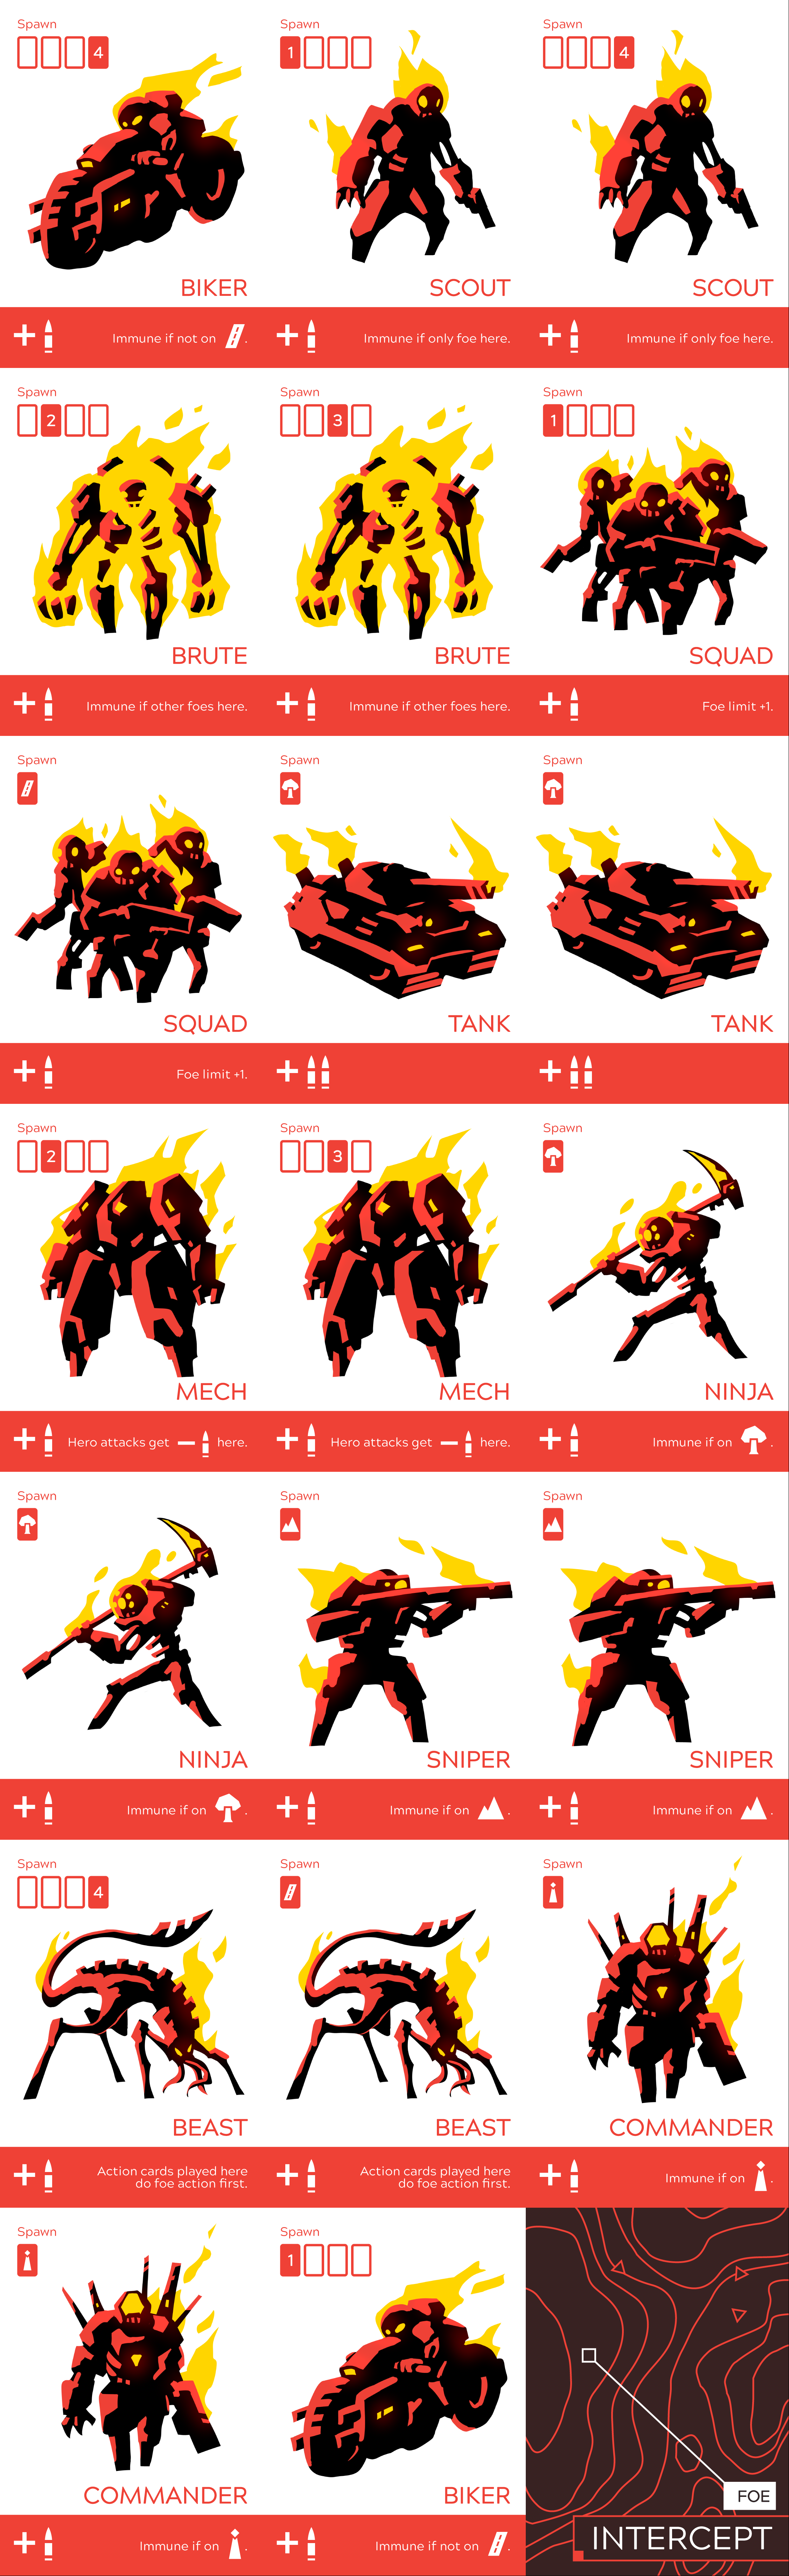 Spawn
4
BIKER
+ Immune if not on .
Spawn
1
SCOUT
+ Immune if only foe here.
Spawn
4
SCOUT
+ Immune if only foe here.
Spawn
2
BRUTE
+ Immune if other foes here.
Spawn
3
BRUTE
+ Immune if other foes here.
Spawn
1
SQUAD
+ Foe limit +1.
Spawn
SQUAD
+ Foe limit +1.
Spawn
TANK
+
Spawn
TANK
+
Spawn
2
MECH
+ Hero attacks get — here.
Spawn
3
MECH
+ Hero attacks get — here.
Spawn
NINJA
+ Immune if on .
Spawn
NINJA
+ Immune if on .
Spawn
SNIPER
+ Immune if on .
Spawn
SNIPER
+ Immune if on .
Spawn
4
BEAST
+ Action cards played here
do foe action first.
Spawn
BEAST
+ Action cards played here
do foe action first.
Spawn
COMMANDER
+ Immune if on .
Spawn
COMMANDER
+ Immune if on .
Spawn
1
BIKER
+ Immune if not on .
FOE
INTERCEPT